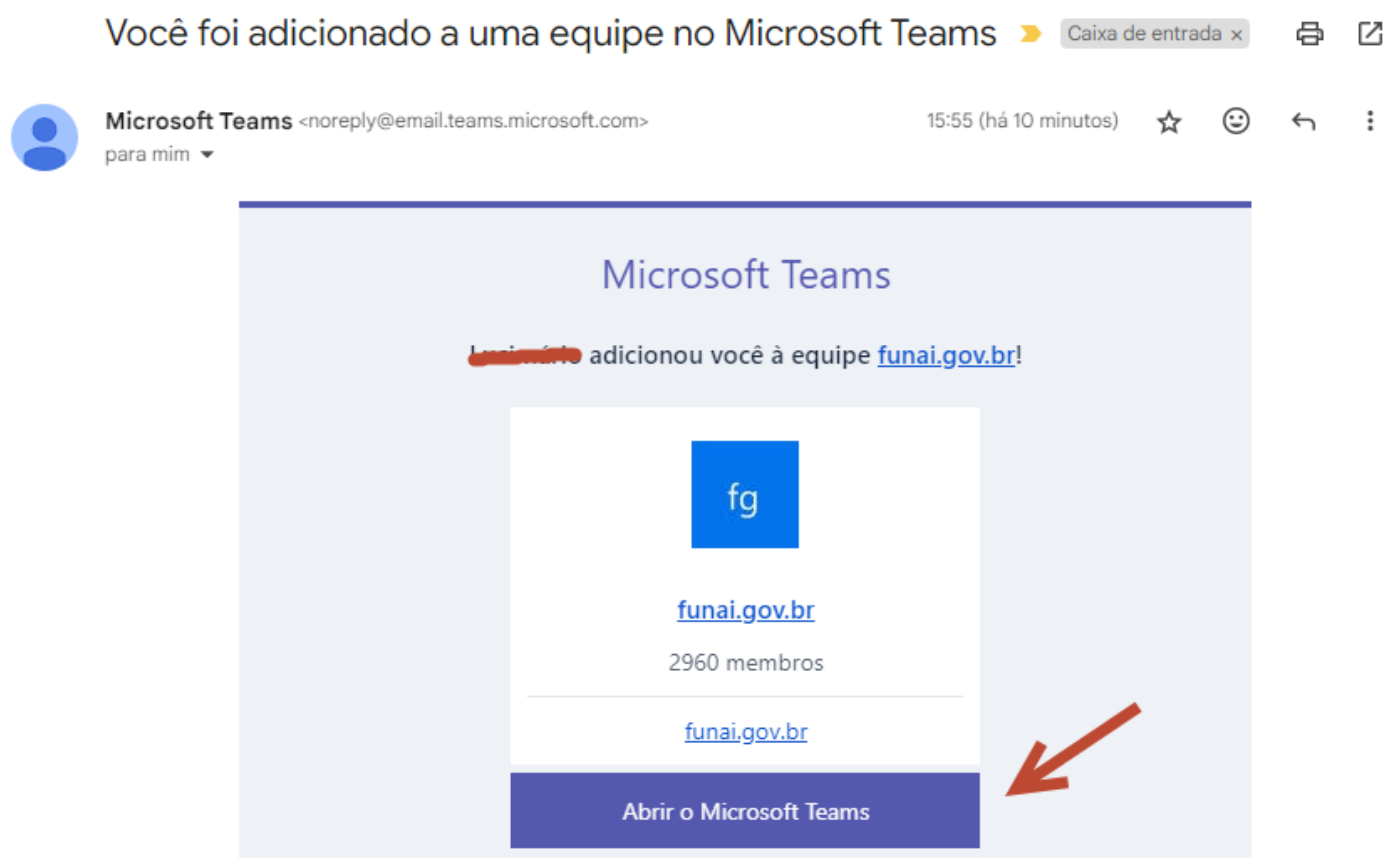 Você foi adicionado a uma equipe no Microsoft Teams Caixa de entrada ×
Microsoft Teams <noreply@email.teams.microsoft.com> 15:55 (há 10 minutos)
para mim
Microsoft Teams
adicionou você à equipe funai.gov.br!
fg
funai.gov.br
2960 membros
funai.gov.br
Abrir o Microsoft Teams